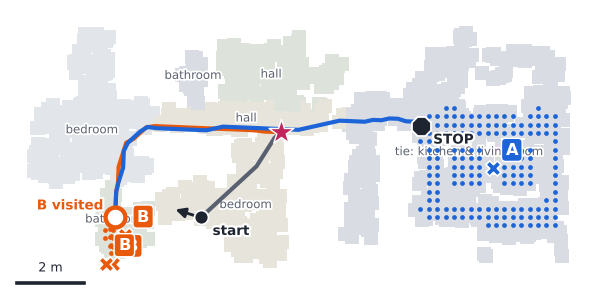 hall
bathroom
hall
bedroom
STOP
A
tie: kitchen & living room
bedroom
B visited
B
start
B
B
2 m